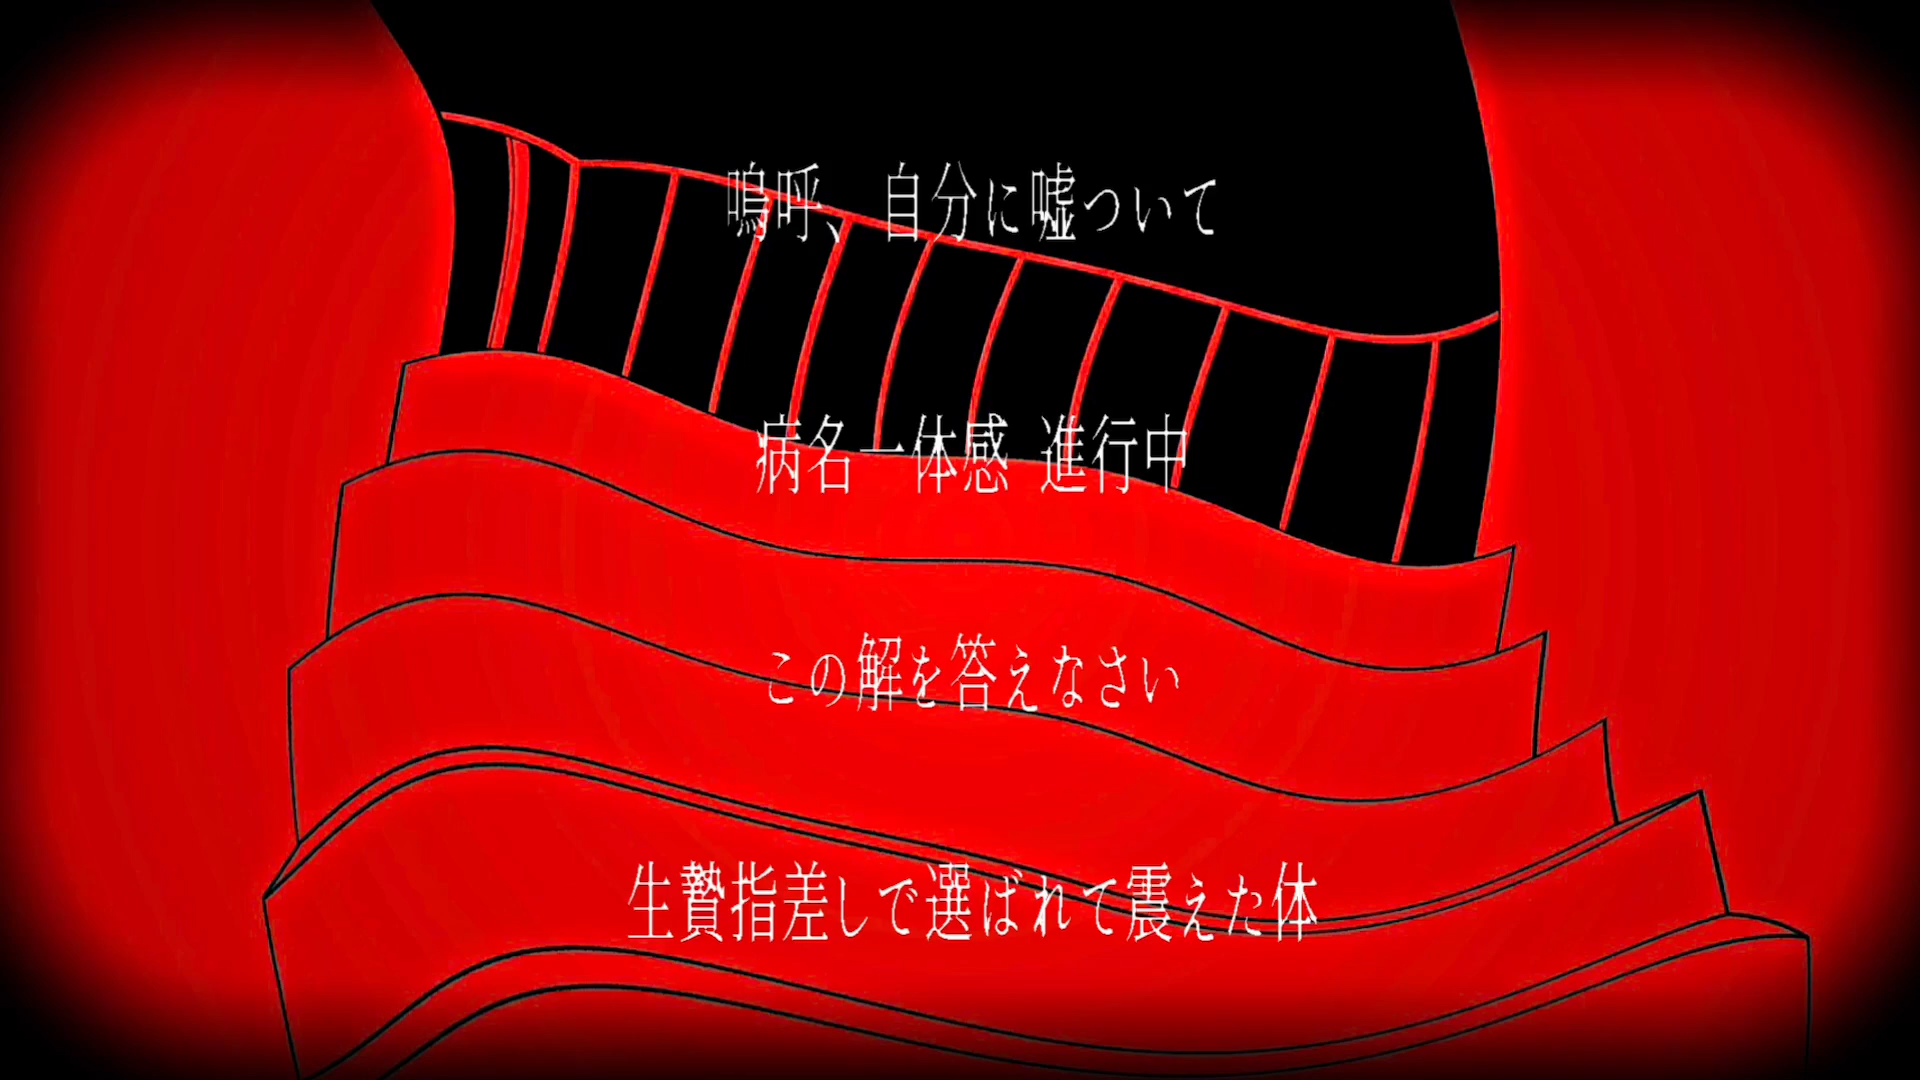 嗚呼、自分に嘘ついて
病名一体感 進行中
この解を答えなさい
生贄指差しで選ばれて震えた体